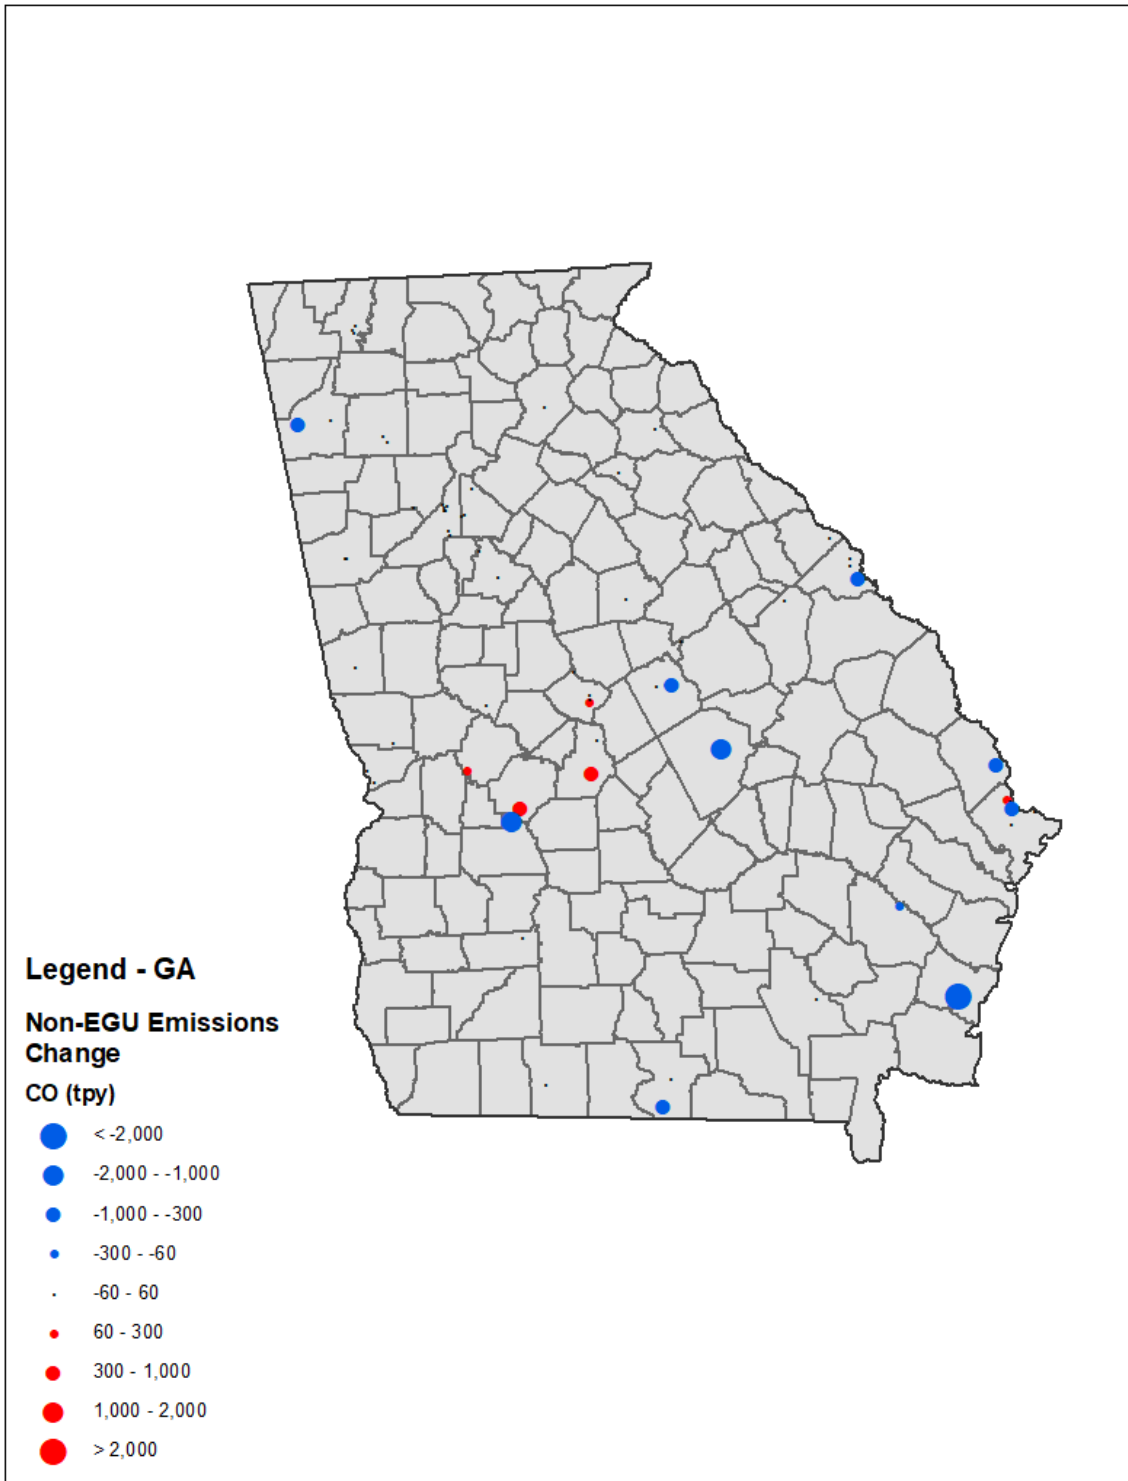 Legend - GA
Non-EGU Emissions
Change
CO (tpy)
< -2,000
-2,000 - -1,000
-1,000 - -300
-300 - -60
-60 - 60
60 - 300
300 - 1,000
1,000 - 2,000
> 2,000